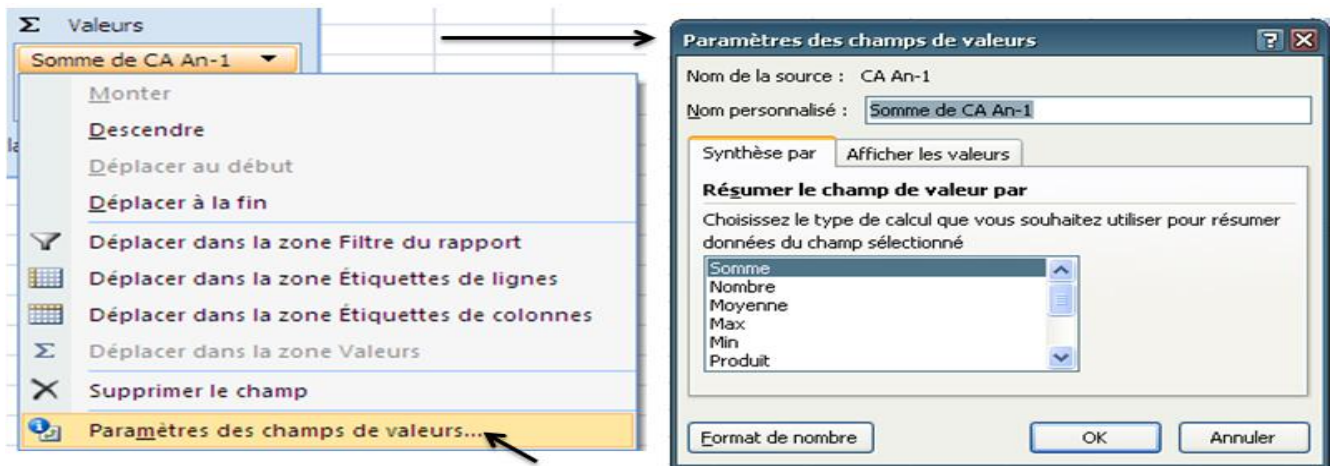 Σ Valeurs
Somme de CA An-1
Monter
Descendre
Déplacer au début
Déplacer à la fin
Déplacer dans la zone Filtre du rapport
Déplacer dans la zone Étiquettes de lignes
Déplacer dans la zone Étiquettes de colonnes
Σ Déplacer dans la zone Valeurs
Supprimer le champ
Paramètres des champs de valeurs...
Paramètres des champs de valeurs
Nom de la source : CA An-1
Nom personnalisé : Somme de CA An-1
Synthèse par Afficher les valeurs
Résumer le champ de valeur par
Choisissez le type de calcul que vous souhaitez utiliser pour résumer
données du champ sélectionné
Somme
Nombre
Moyenne
Max
Min
Produit
Format de nombre OK Annuler